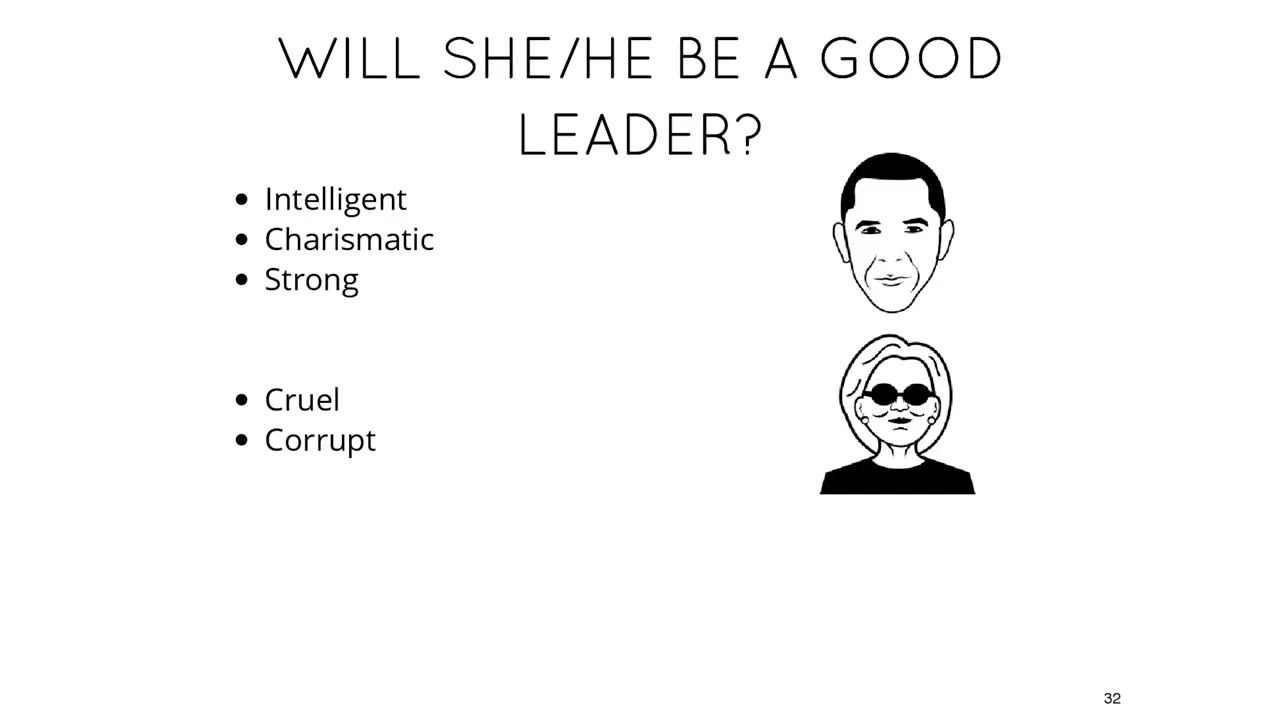 WILL SHE/HE BE A GOOD
LEADER?
• Intelligent
• Charismatic
• Strong
• Cruel
• Corrupt
32